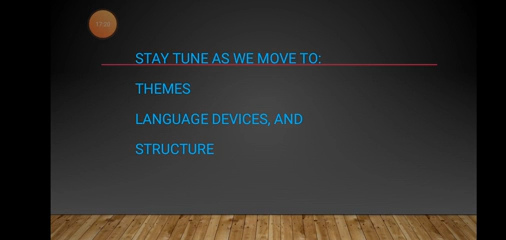 STAY TUNE AS WE MOVE TO:
THEMES
LANGUAGE DEVICES, AND
STRUCTURE